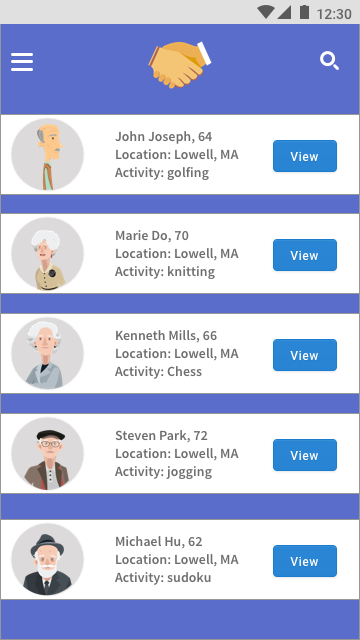 12:30
John Joseph, 64
Location: Lowell, MA
Activity: golfing
View
Marie Do, 70
Location: Lowell, MA
Activity: knitting
View
Kenneth Mills, 66
Location: Lowell, MA
Activity: Chess
View
Steven Park, 72
Location: Lowell, MA
Activity: jogging
View
Michael Hu, 62
Location: Lowell, MA
Activity: sudoku
View